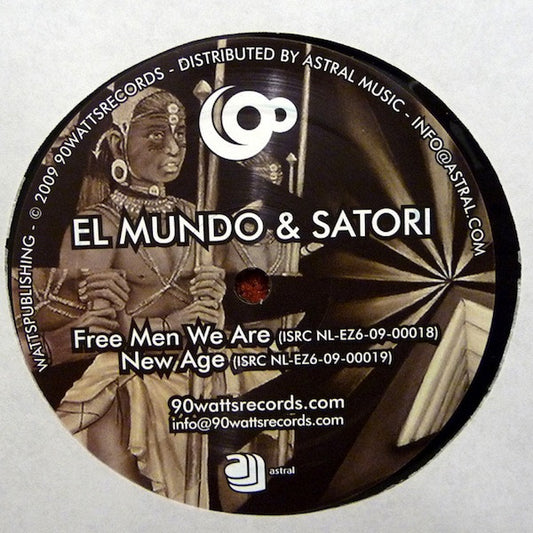 WATTSPUBLISHING - © 2009 90WATTSRECORDS - DISTRIBUTED BY ASTRAL MUSIC - INFO@ASTRAL.COM
EL MUNDO & SATORI
Free Men We Are (ISRC NL-EZ6-09-00018)
New Age (ISRC NL-EZ6-09-00019)
90wattsrecords.com
info@90wattsrecords.com
astral